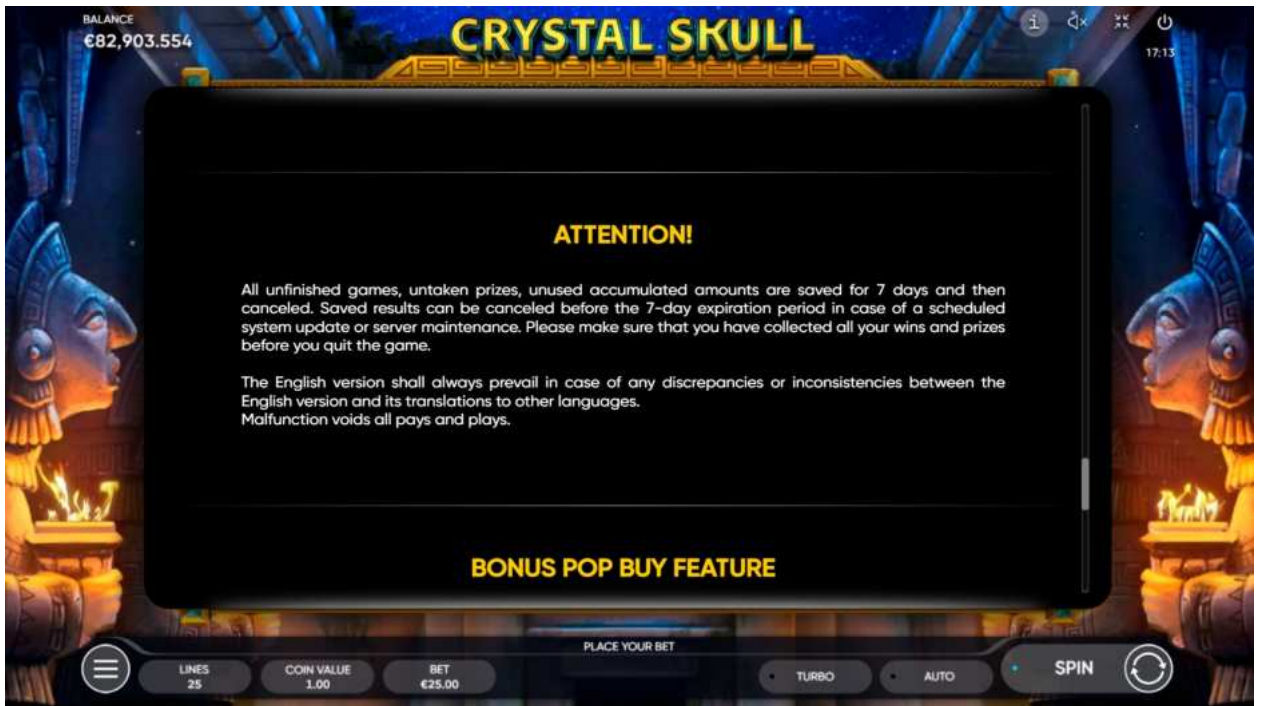 BALANCE
€82,903.554
CRYSTAL SKULL
17:13
ATTENTION!
All unfinished games, untaken prizes, unused accumulated amounts are saved for 7 days and then
canceled. Saved results can be canceled before the 7-day expiration period in case of a scheduled
system update or server maintenance. Please make sure that you have collected all your wins and prizes
before you quit the game.
The English version shall always prevail in case of any discrepancies or inconsistencies between the
English version and its translations to other languages.
Malfunction voids all pays and plays.
BONUS POP BUY FEATURE
PLACE YOUR BET
LINES
25
COIN VALUE
1.00
BET
€25.00
TURBO
AUTO
SPIN